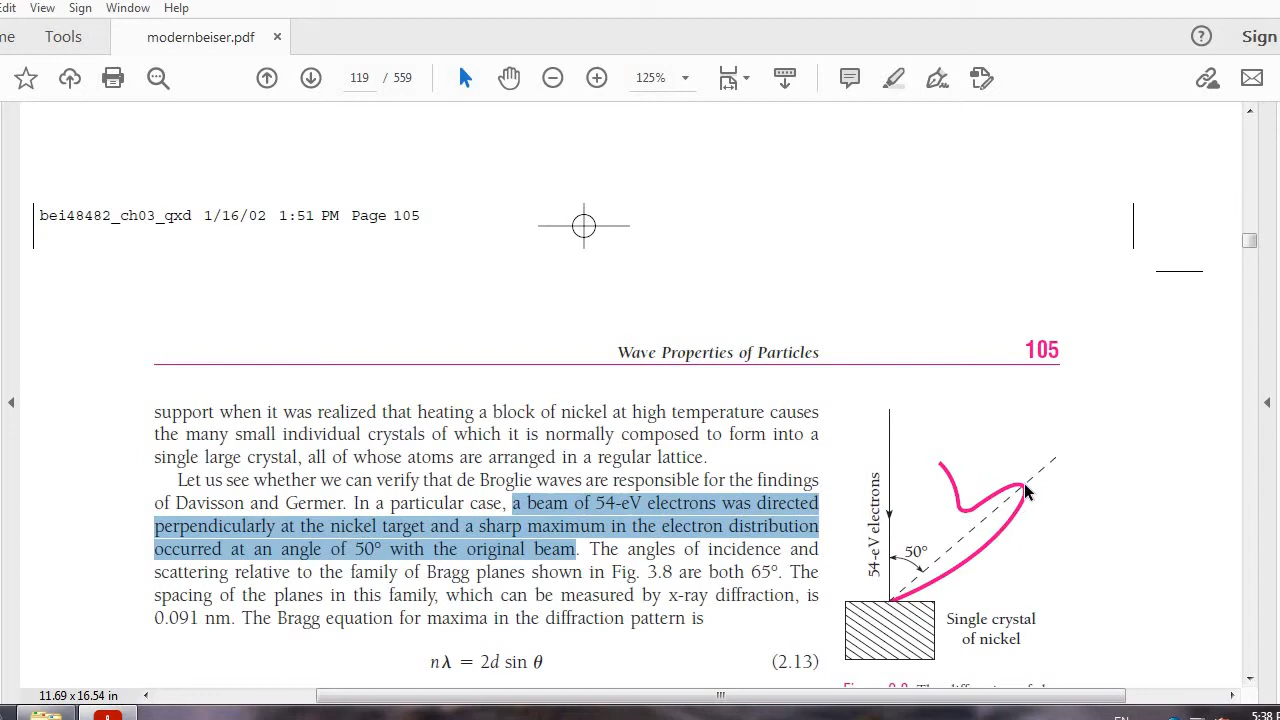 Edit View Sign Window Help
me Tools modernbeiser.pdf × ? Sign
119 / 559 125%
bei48482_ch03_qxd 1/16/02 1:51 PM Page 105
Wave Properties of Particles 105
support when it was realized that heating a block of nickel at high temperature causes
the many small individual crystals of which it is normally composed to form into a
single large crystal, all of whose atoms are arranged in a regular lattice.
Let us see whether we can verify that de Broglie waves are responsible for the findings
of Davisson and Germer. In a particular case, a beam of 54-eV electrons was directed
perpendicularly at the nickel target and a sharp maximum in the electron distribution
occurred at an angle of 50° with the original beam. The angles of incidence and
scattering relative to the family of Bragg planes shown in Fig. 3.8 are both 65°. The
spacing of the planes in this family, which can be measured by x-ray diffraction, is
0.091 nm. The Bragg equation for maxima in the diffraction pattern is
nλ = 2d sin θ (2.13)
54-eV electrons
50°
Single crystal
of nickel
11.69 x 16.54 in
EN
5:38